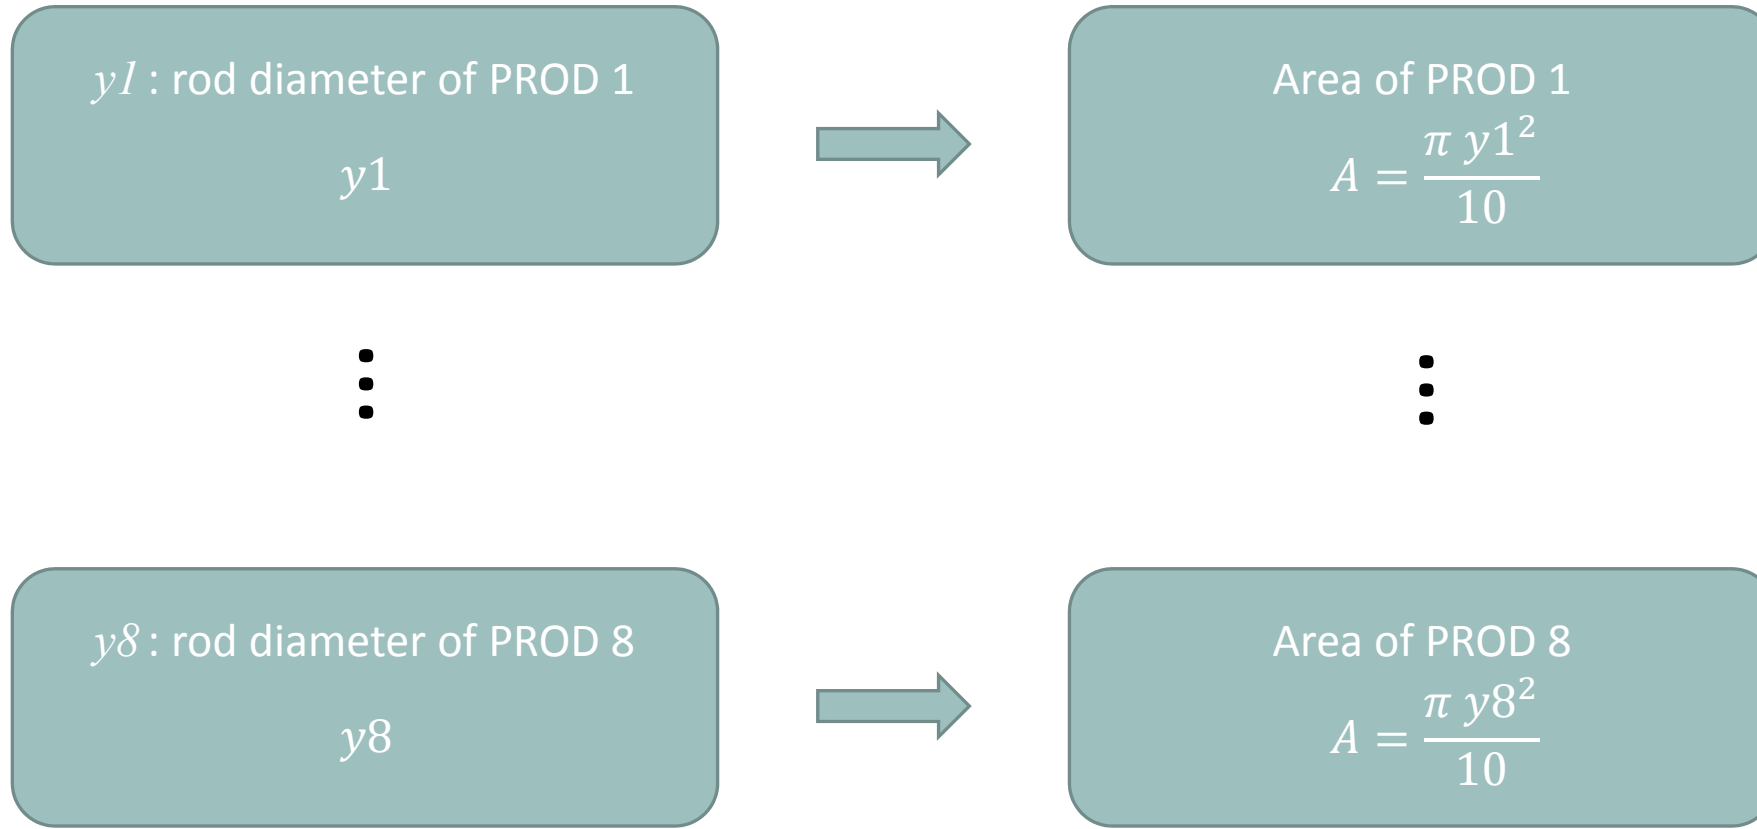 y1 : rod diameter of PROD 1
y1
Area of PROD 1
A = π y1² / 10
y8 : rod diameter of PROD 8
y8
Area of PROD 8
A = π y8² / 10